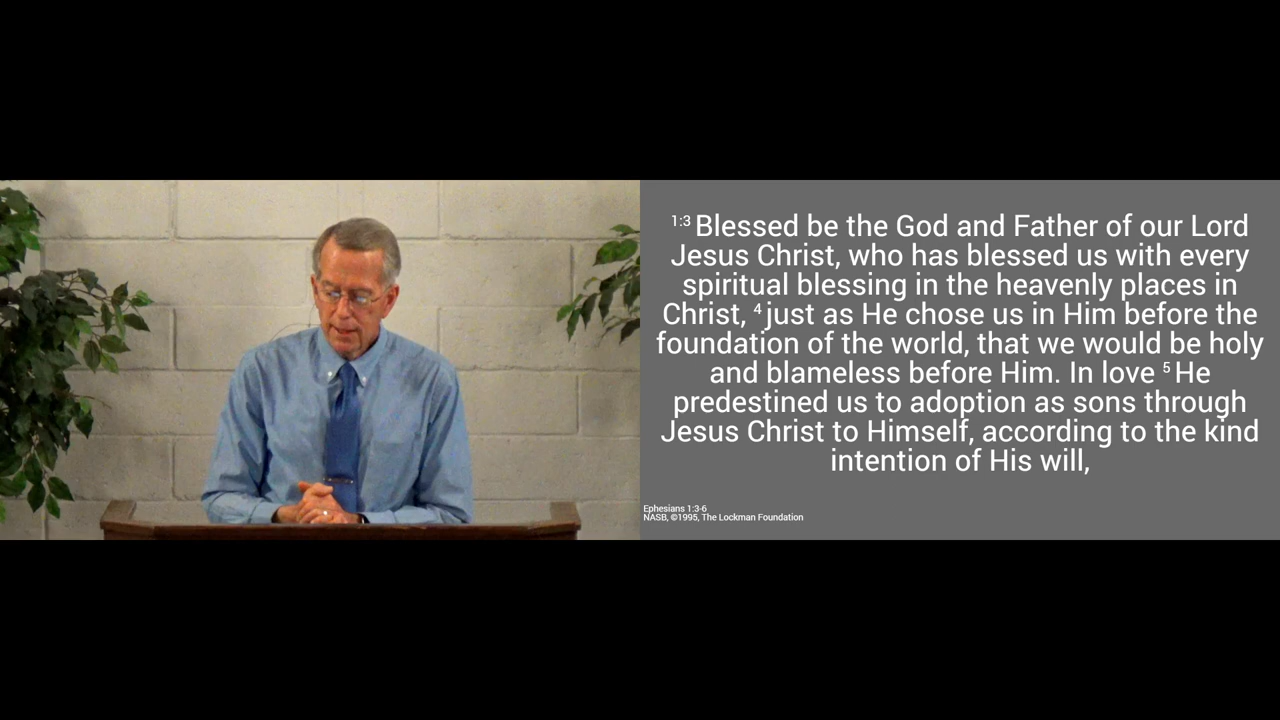 1:3 Blessed be the God and Father of our Lord
Jesus Christ, who has blessed us with every
spiritual blessing in the heavenly places in
Christ, 4 just as He chose us in Him before the
foundation of the world, that we would be holy
and blameless before Him. In love 5 He
predestined us to adoption as sons through
Jesus Christ to Himself, according to the kind
intention of His will,
Ephesians 1:3-6
NASB, ©1995, The Lockman Foundation